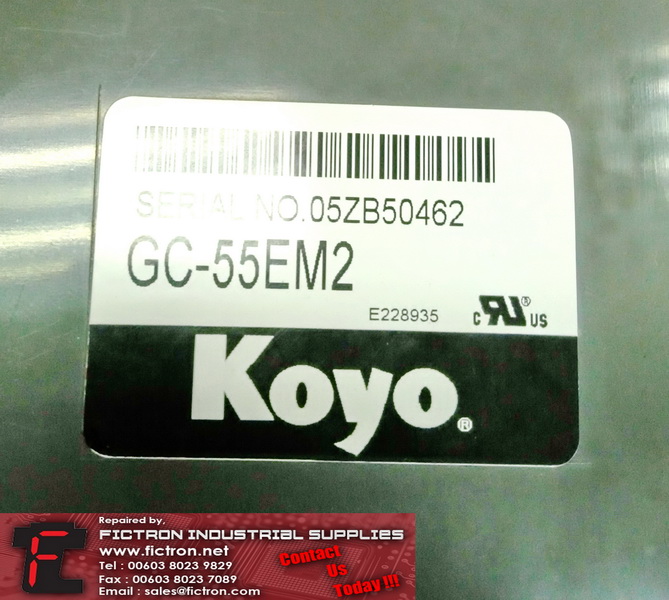 SERIAL NO.05ZB50462
GC-55EM2
E228935
c RU® US
Koyo®
Repaired by,
FICTRON INDUSTRIAL SUPPLIES
www.fictron.net
Tel : 00603 8023 9829
Fax : 00603 8023 7089
Email : sales@fictron.com
Contact
Us
Today !!!